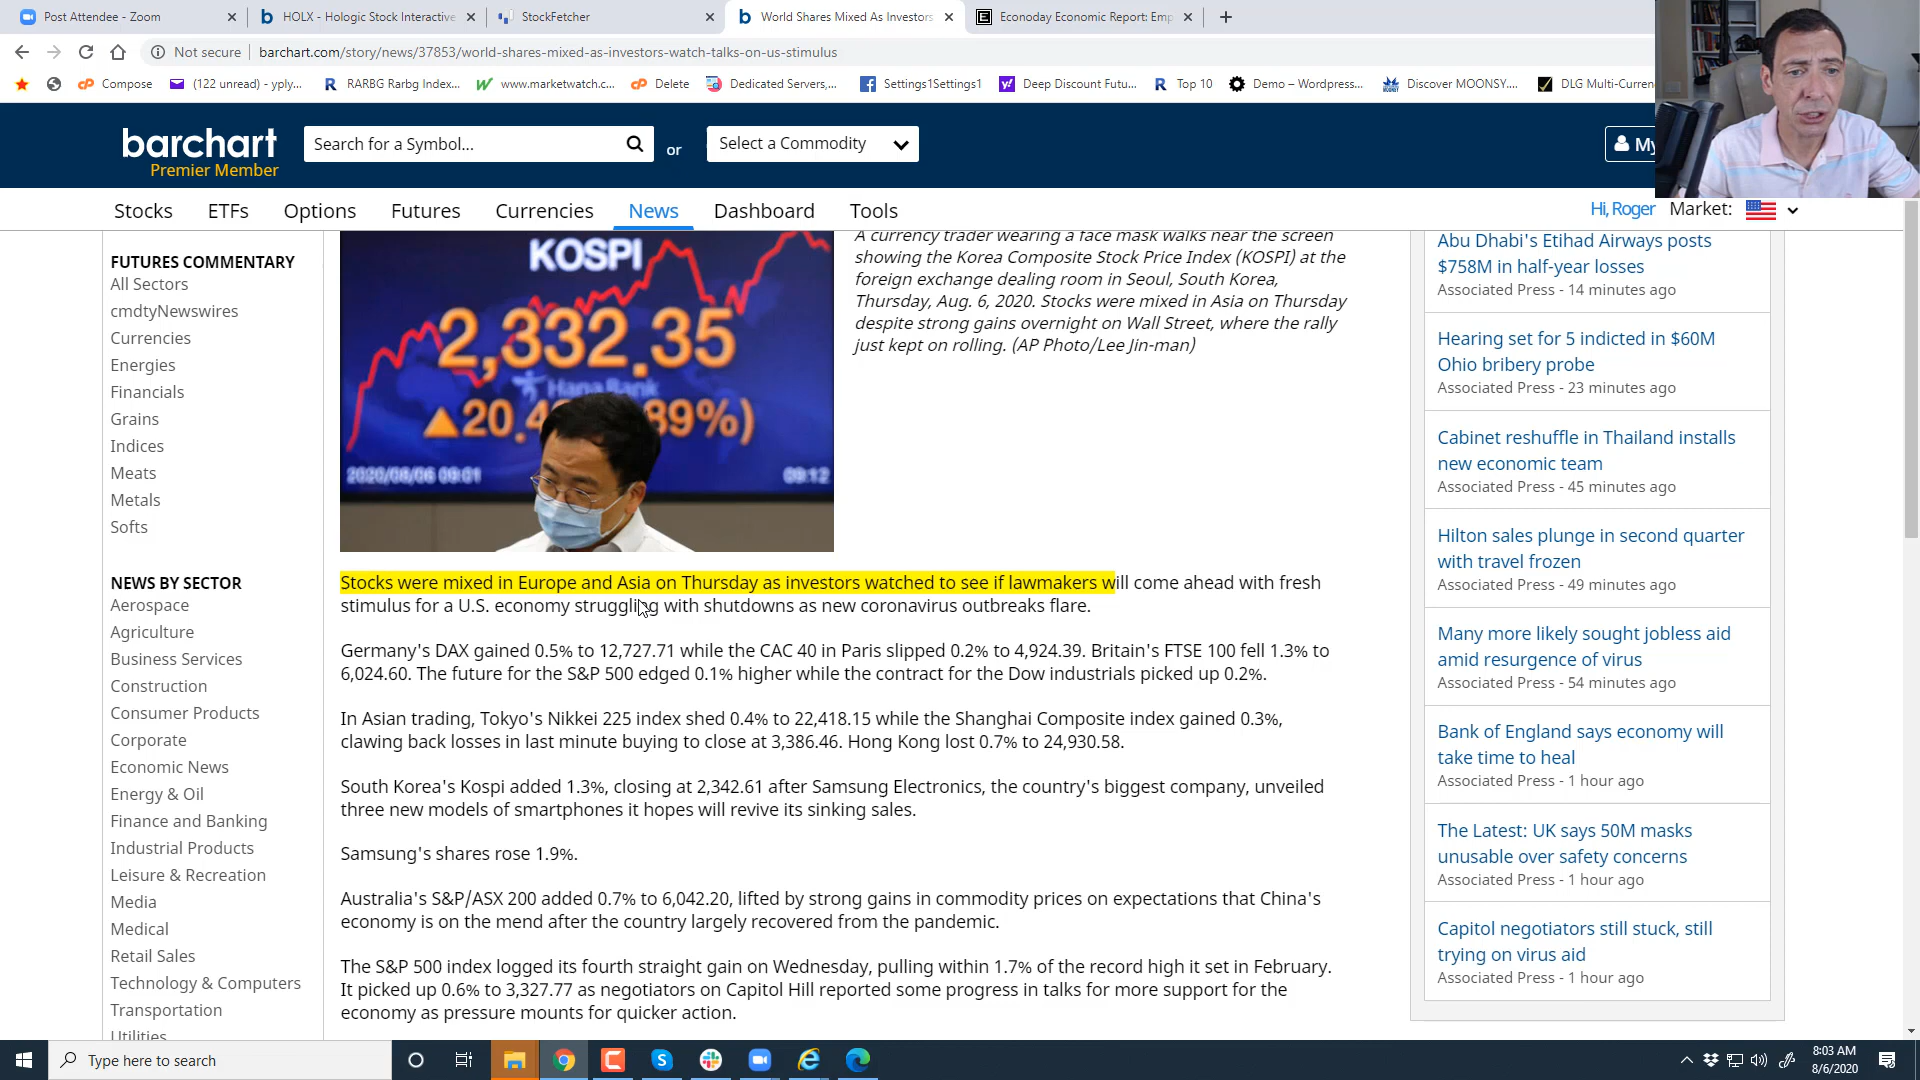 Post Attendee - Zoom
HOLX - Hologic Stock Interactive
StockFetcher
World Shares Mixed As Investors
Econoday Economic Report: Emp
Not secure
barchart.com/story/news/37853/world-shares-mixed-as-investors-watch-talks-on-us-stimulus
Compose
(122 unread) - yply...
RARBG Rarbg Index...
www.marketwatch.c...
Delete
Dedicated Servers,...
Settings1Settings1
Deep Discount Futu...
Top 10
Demo – Wordpress...
Discover MOONSY....
DLG Multi-Curren
barchart
Premier Member
Search for a Symbol...
or
Select a Commodity
My
Stocks
ETFs
Options
Futures
Currencies
News
Dashboard
Tools
Hi, Roger
Market:
FUTURES COMMENTARY
All Sectors
cmdtyNewswires
Currencies
Energies
Financials
Grains
Indices
Meats
Metals
Softs
NEWS BY SECTOR
Aerospace
Agriculture
Business Services
Construction
Consumer Products
Corporate
Economic News
Energy & Oil
Finance and Banking
Industrial Products
Leisure & Recreation
Media
Medical
Retail Sales
Technology & Computers
Transportation
Utilities
KOSPI
2,332.35
Hana Bank
▲20.4
89%)
2020/08/06 09:01
09:12
A currency trader wearing a face mask walks near the screen
showing the Korea Composite Stock Price Index (KOSPI) at the
foreign exchange dealing room in Seoul, South Korea,
Thursday, Aug. 6, 2020. Stocks were mixed in Asia on Thursday
despite strong gains overnight on Wall Street, where the rally
just kept on rolling. (AP Photo/Lee Jin-man)
Stocks were mixed in Europe and Asia on Thursday as investors watched to see if lawmakers will come ahead with fresh
stimulus for a U.S. economy struggling with shutdowns as new coronavirus outbreaks flare.
Germany's DAX gained 0.5% to 12,727.71 while the CAC 40 in Paris slipped 0.2% to 4,924.39. Britain's FTSE 100 fell 1.3% to
6,024.60. The future for the S&P 500 edged 0.1% higher while the contract for the Dow industrials picked up 0.2%.
In Asian trading, Tokyo's Nikkei 225 index shed 0.4% to 22,418.15 while the Shanghai Composite index gained 0.3%,
clawing back losses in last minute buying to close at 3,386.46. Hong Kong lost 0.7% to 24,930.58.
South Korea's Kospi added 1.3%, closing at 2,342.61 after Samsung Electronics, the country's biggest company, unveiled
three new models of smartphones it hopes will revive its sinking sales.
Samsung's shares rose 1.9%.
Australia's S&P/ASX 200 added 0.7% to 6,042.20, lifted by strong gains in commodity prices on expectations that China's
economy is on the mend after the country largely recovered from the pandemic.
The S&P 500 index logged its fourth straight gain on Wednesday, pulling within 1.7% of the record high it set in February.
It picked up 0.6% to 3,327.77 as negotiators on Capitol Hill reported some progress in talks for more support for the
economy as pressure mounts for quicker action.
Abu Dhabi's Etihad Airways posts
$758M in half-year losses
Associated Press - 14 minutes ago
Hearing set for 5 indicted in $60M
Ohio bribery probe
Associated Press - 23 minutes ago
Cabinet reshuffle in Thailand installs
new economic team
Associated Press - 45 minutes ago
Hilton sales plunge in second quarter
with travel frozen
Associated Press - 49 minutes ago
Many more likely sought jobless aid
amid resurgence of virus
Associated Press - 54 minutes ago
Bank of England says economy will
take time to heal
Associated Press - 1 hour ago
The Latest: UK says 50M masks
unusable over safety concerns
Associated Press - 1 hour ago
Capitol negotiators still stuck, still
trying on virus aid
Associated Press - 1 hour ago
Type here to search
8:03 AM
8/6/2020